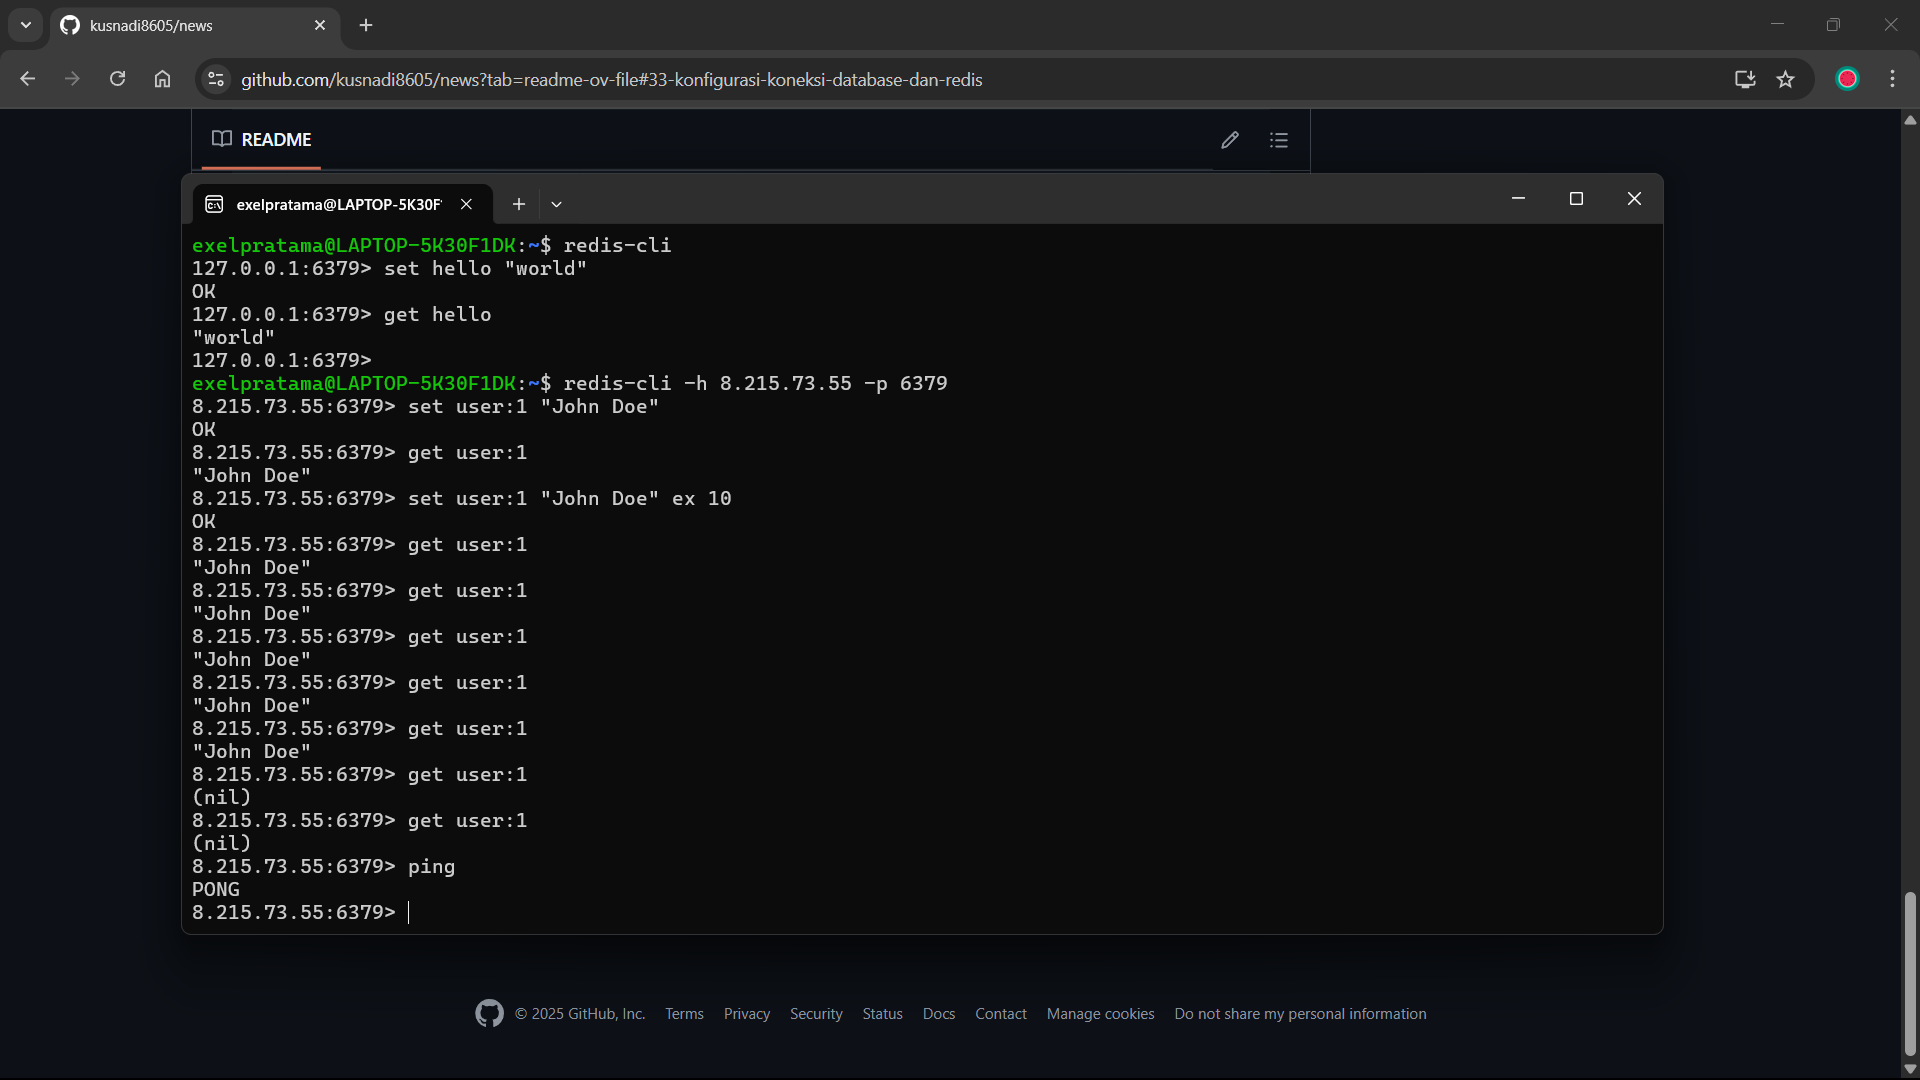 kusnadi8605/news
github.com/kusnadi8605/news?tab=readme-ov-file#33-konfigurasi-koneksi-database-dan-redis
README
exelpratama@LAPTOP-5K30F
exelpratama@LAPTOP-5K30F1DK:~$ redis-cli
127.0.0.1:6379> set hello "world"
OK
127.0.0.1:6379> get hello
"world"
127.0.0.1:6379>
exelpratama@LAPTOP-5K30F1DK:~$ redis-cli -h 8.215.73.55 -p 6379
8.215.73.55:6379> set user:1 "John Doe"
OK
8.215.73.55:6379> get user:1
"John Doe"
8.215.73.55:6379> set user:1 "John Doe" ex 10
OK
8.215.73.55:6379> get user:1
"John Doe"
8.215.73.55:6379> get user:1
"John Doe"
8.215.73.55:6379> get user:1
"John Doe"
8.215.73.55:6379> get user:1
"John Doe"
8.215.73.55:6379> get user:1
"John Doe"
8.215.73.55:6379> get user:1
(nil)
8.215.73.55:6379> get user:1
(nil)
8.215.73.55:6379> ping
PONG
8.215.73.55:6379>
© 2025 GitHub, Inc. Terms Privacy Security Status Docs Contact Manage cookies Do not share my personal information